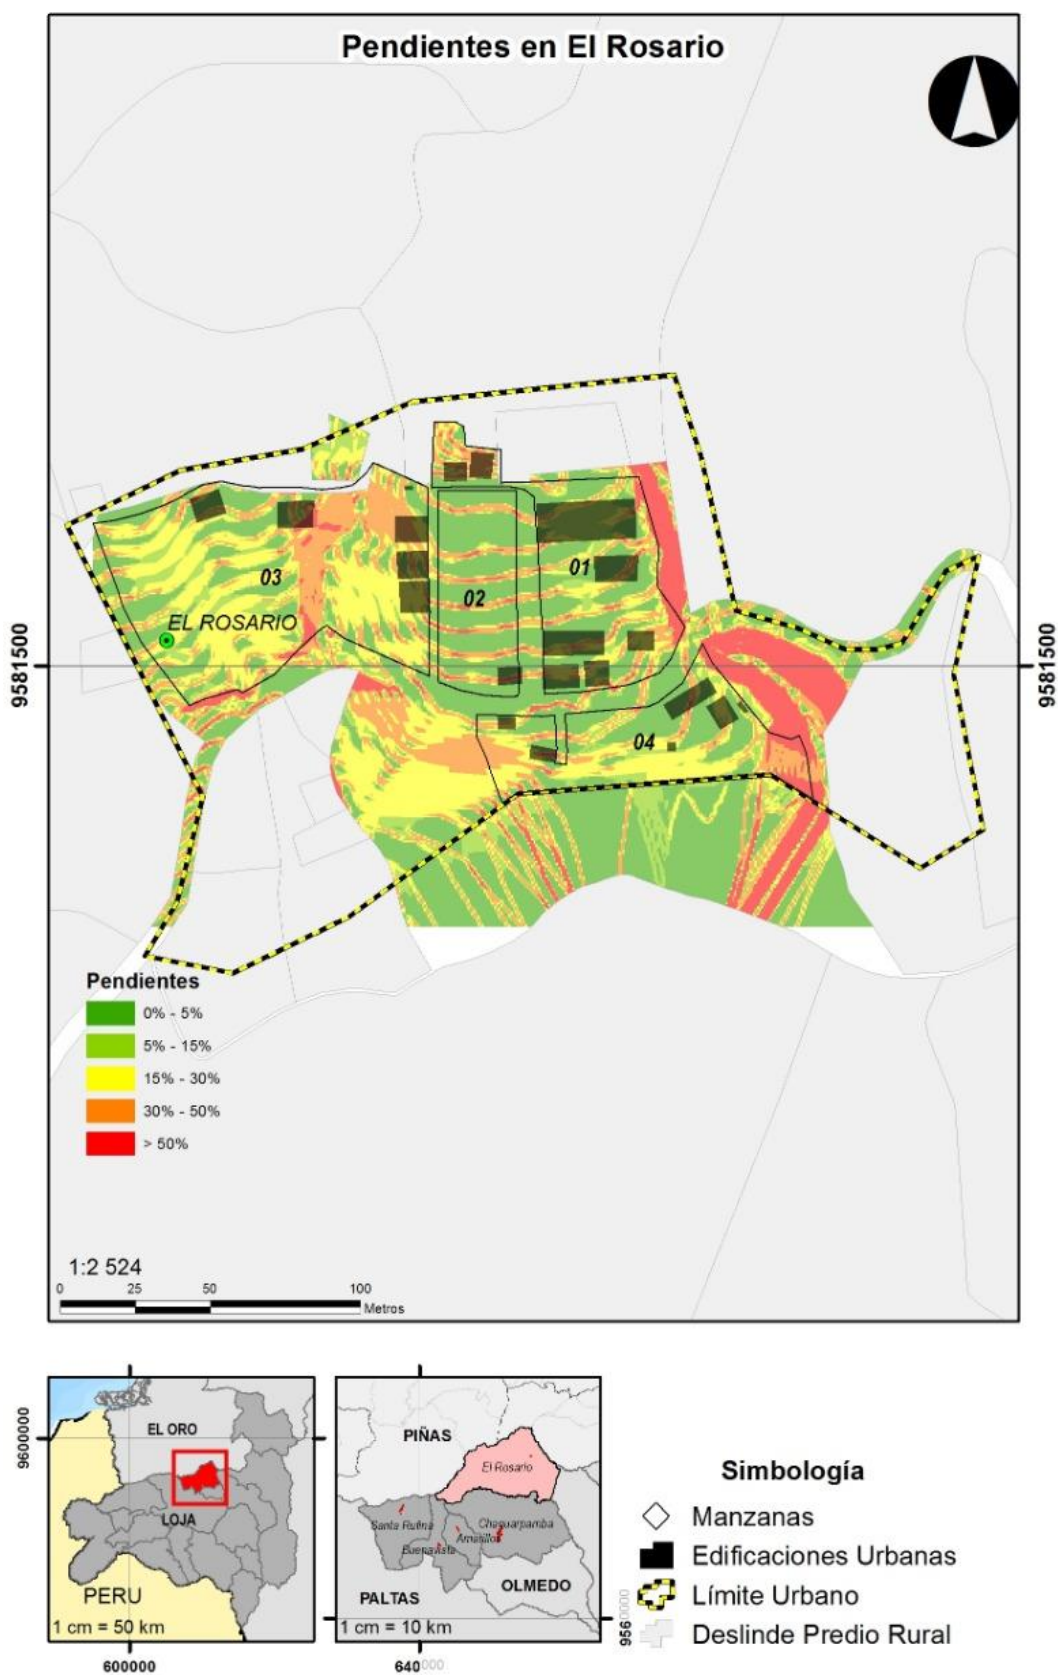 Pendientes en El Rosario
9581500
9581500
01
03
02
EL ROSARIO
04
Pendientes
0% - 5%
5% - 15%
15% - 30%
30% - 50%
> 50%
1:2 524
0 25 50 100
Metros
9600000
EL ORO
LOJA
PERU
1 cm = 50 km
600000
PIÑAS
El Rosario
Santa Rufina
Chaguarpamba
Amarillos
Buenavista
PALTAS
OLMEDO
1 cm = 10 km
9560000
640000
Simbología
Manzanas
Edificaciones Urbanas
Límite Urbano
Deslinde Predio Rural